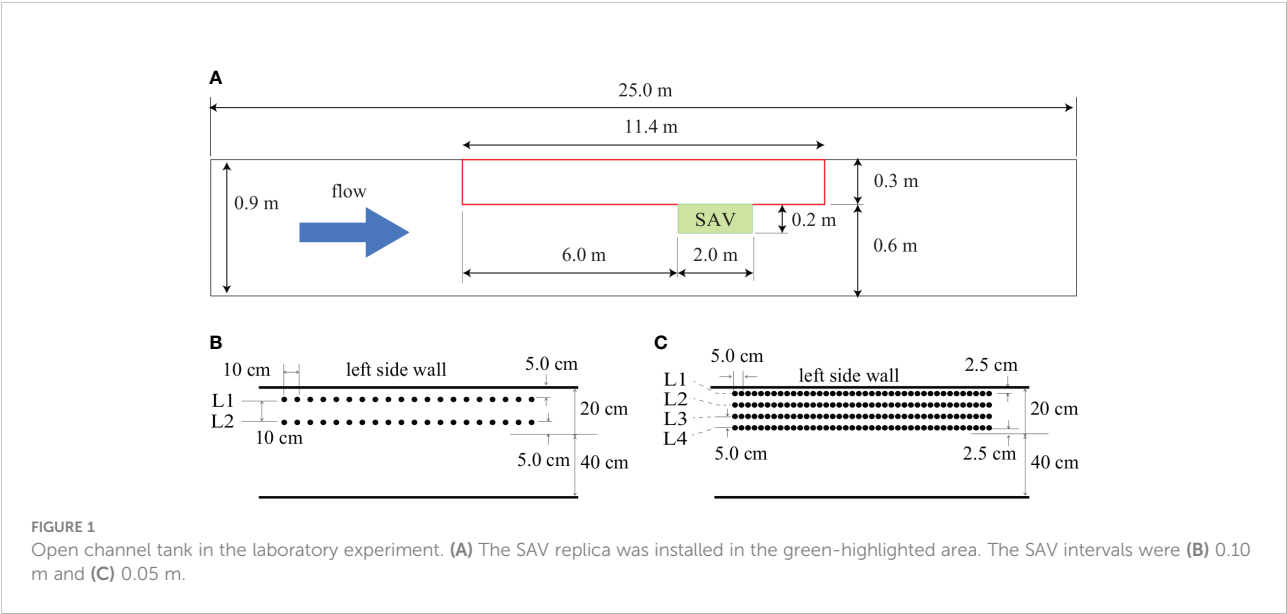 A
25.0 m
11.4 m
0.9 m
flow
0.3 m
SAV
0.2 m
0.6 m
6.0 m
2.0 m
B
10 cm
left side wall
5.0 cm
L1
L2
10 cm
20 cm
5.0 cm
40 cm
C
5.0 cm
left side wall
2.5 cm
L1
L2
L3
L4
20 cm
5.0 cm
2.5 cm
40 cm
FIGURE 1
Open channel tank in the laboratory experiment. (A) The SAV replica was installed in the green-highlighted area. The SAV intervals were (B) 0.10
m and (C) 0.05 m.